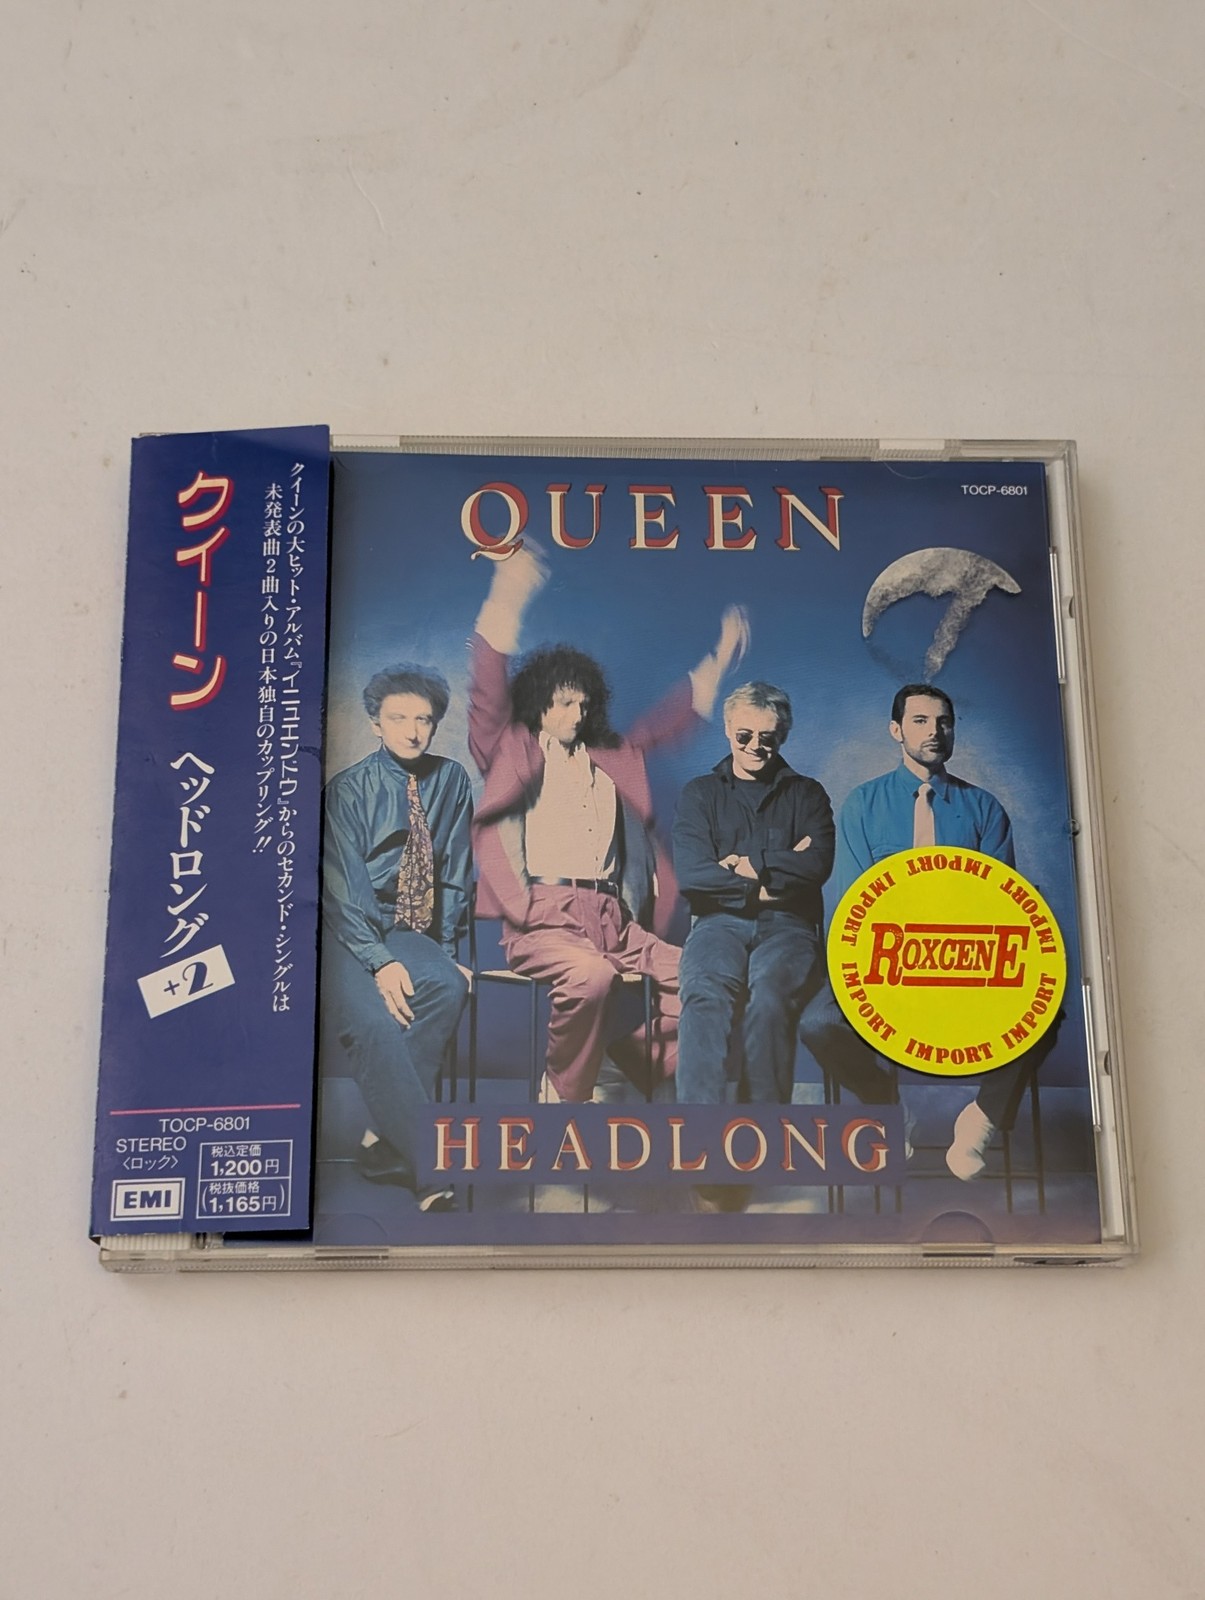 クイーン
ヘッドロング
+2
クイーンの大ヒット・アルバム『イニュエンドウ』からのセカンド・シングルは
未発表曲2曲入りの日本独自のカップリング!!
TOCP-6801
STEREO
〈ロック〉
EMI
税込定価
1,200円
(税抜価格
1,165円)
QUEEN
TOCP-6801
IMPORT IMPORT IMPORT IMPORT IMPORT IMPORT IMPORT
ROXCENE
HEADLONG